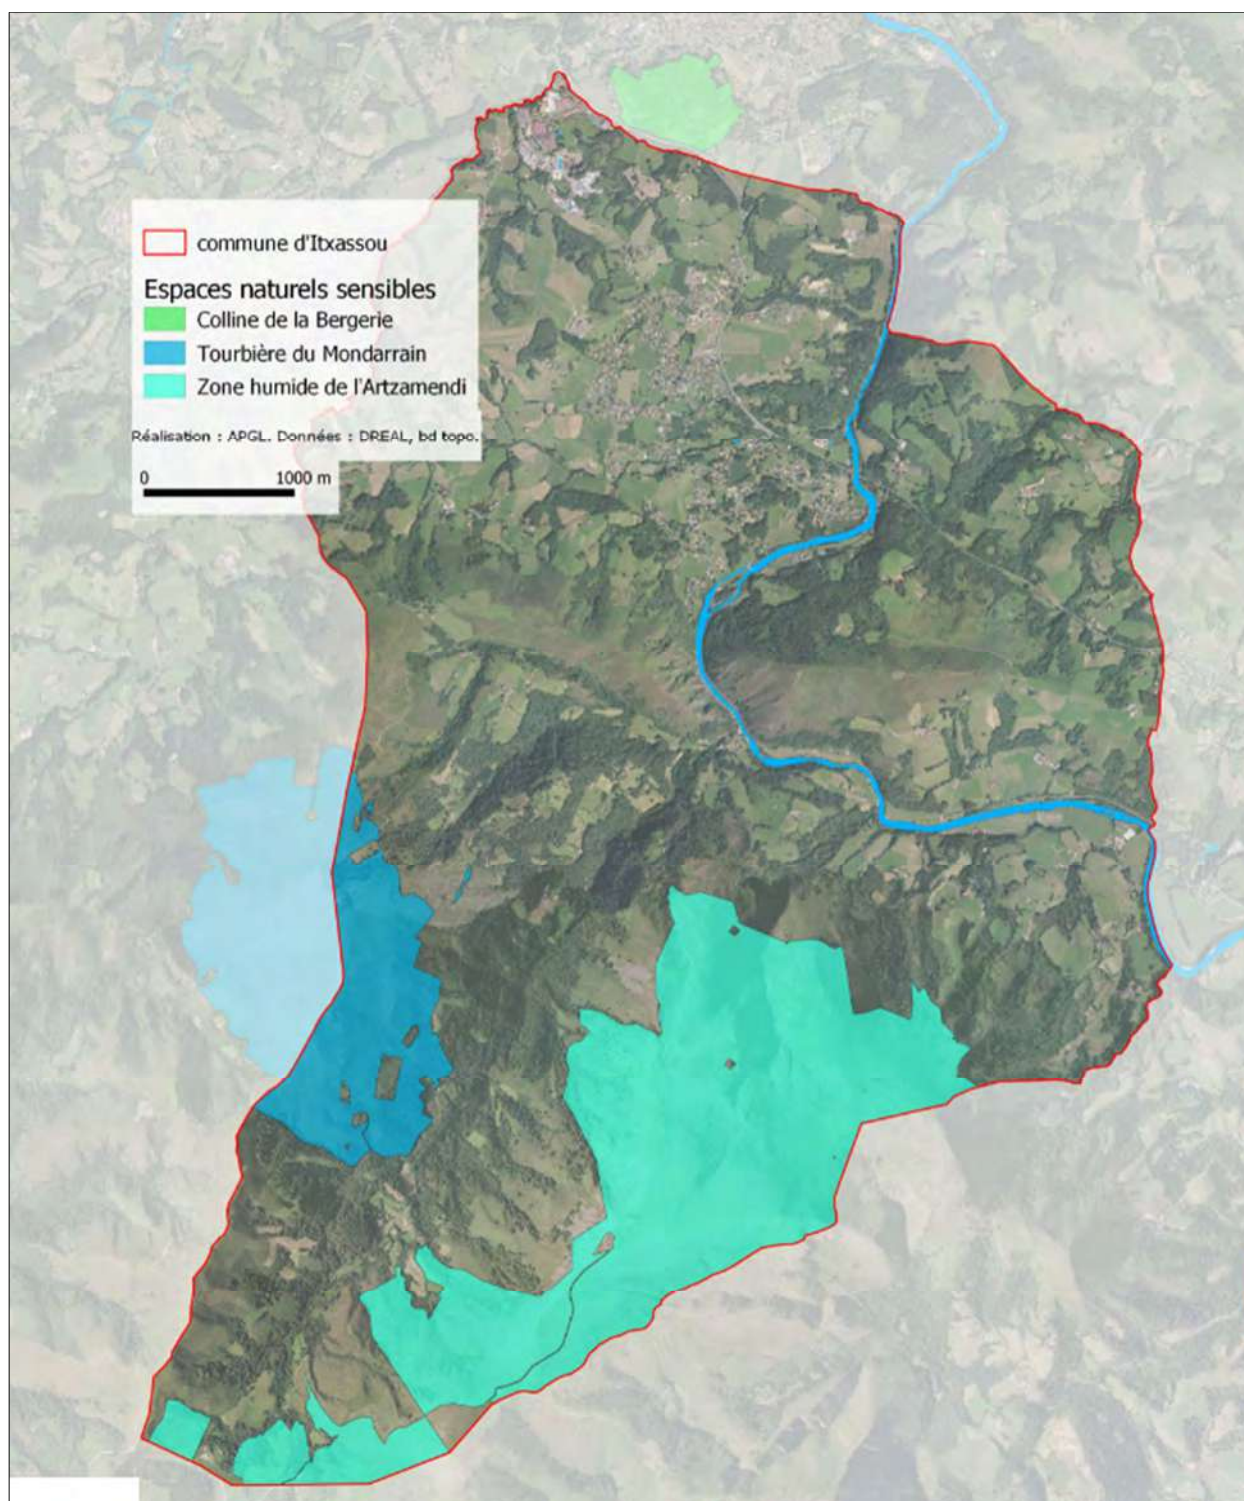 commune d'Itxassou
Espaces naturels sensibles
Colline de la Bergerie
Tourbière du Mondarrain
Zone humide de l'Artzamendi
Réalisation : APGL. Données : DREAL, bd topo.
0 1000 m